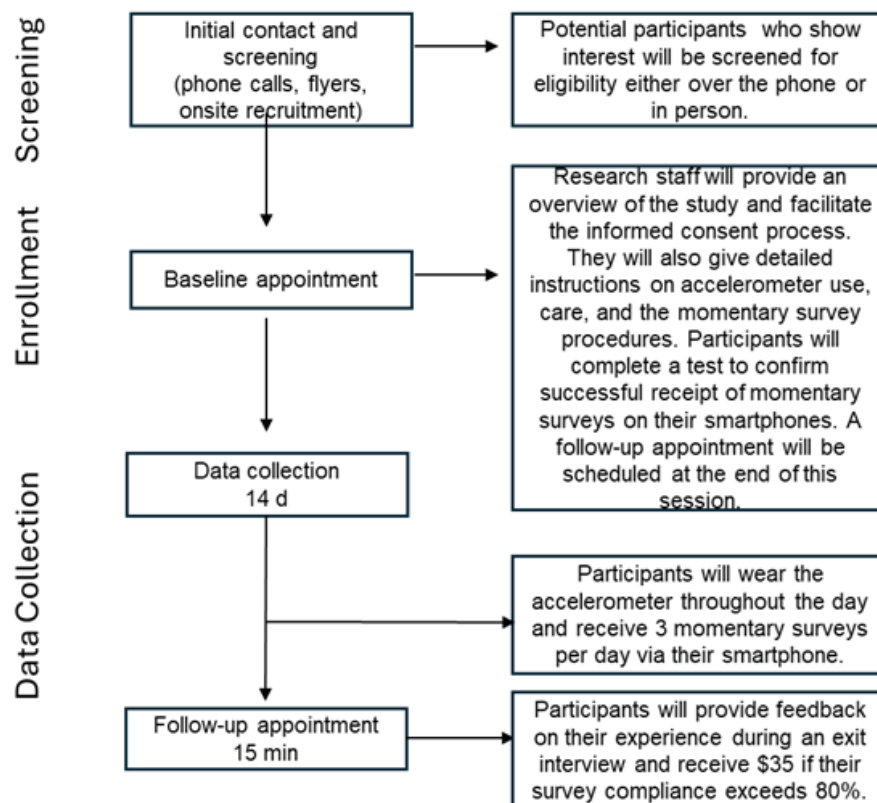 Screening
Initial contact and
screening
(phone calls, flyers,
onsite recruitment)
Potential participants who show
interest will be screened for
eligibility either over the phone or
in person.
Enrollment
Baseline appointment
Research staff will provide an
overview of the study and facilitate
the informed consent process.
They will also give detailed
instructions on accelerometer use,
care, and the momentary survey
procedures. Participants will
complete a test to confirm
successful receipt of momentary
surveys on their smartphones. A
follow-up appointment will be
scheduled at the end of this
session.
Data Collection
Data collection
14 d
Participants will wear the
accelerometer throughout the day
and receive 3 momentary surveys
per day via their smartphone.
Follow-up appointment
15 min
Participants will provide feedback
on their experience during an exit
interview and receive $35 if their
survey compliance exceeds 80%.